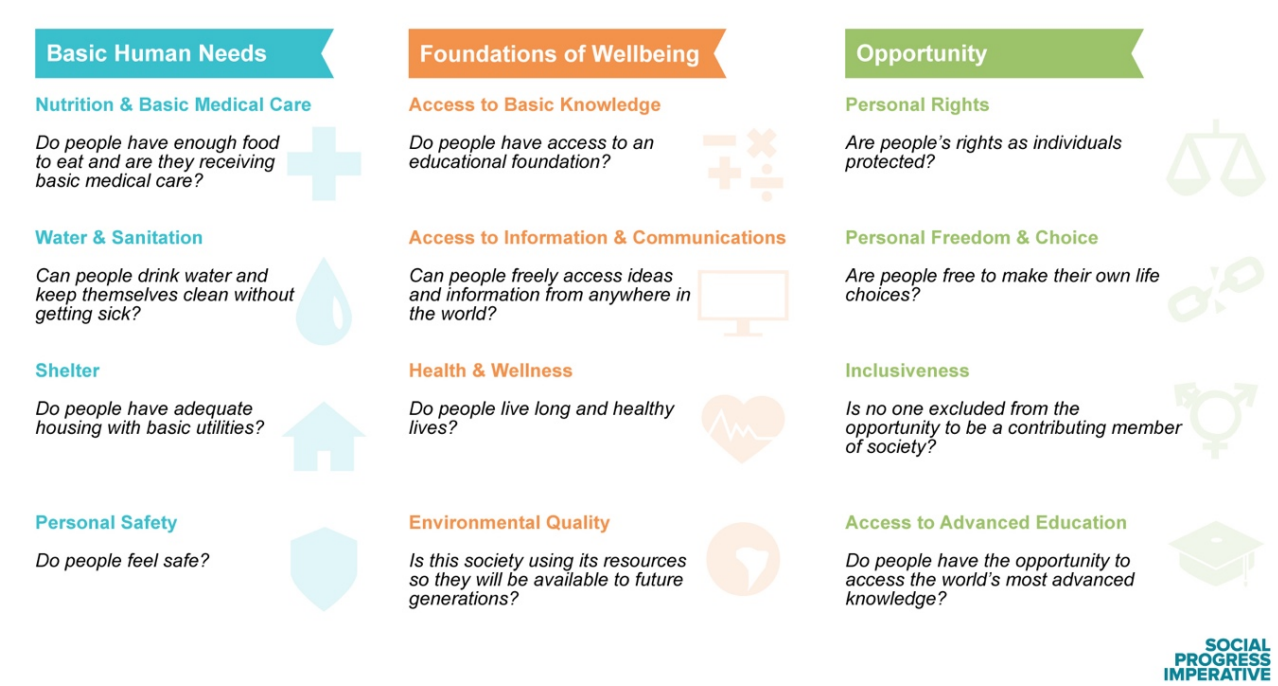 Basic Human Needs
Nutrition & Basic Medical Care
Do people have enough food
to eat and are they receiving
basic medical care?
Water & Sanitation
Can people drink water and
keep themselves clean without
getting sick?
Shelter
Do people have adequate
housing with basic utilities?
Personal Safety
Do people feel safe?
Foundations of Wellbeing
Access to Basic Knowledge
Do people have access to an
educational foundation?
Access to Information & Communications
Can people freely access ideas
and information from anywhere in
the world?
Health & Wellness
Do people live long and healthy
lives?
Environmental Quality
Is this society using its resources
so they will be available to future
generations?
Opportunity
Personal Rights
Are people’s rights as individuals
protected?
Personal Freedom & Choice
Are people free to make their own life
choices?
Inclusiveness
Is no one excluded from the
opportunity to be a contributing member
of society?
Access to Advanced Education
Do people have the opportunity to
access the world’s most advanced
knowledge?
SOCIAL
PROGRESS
IMPERATIVE